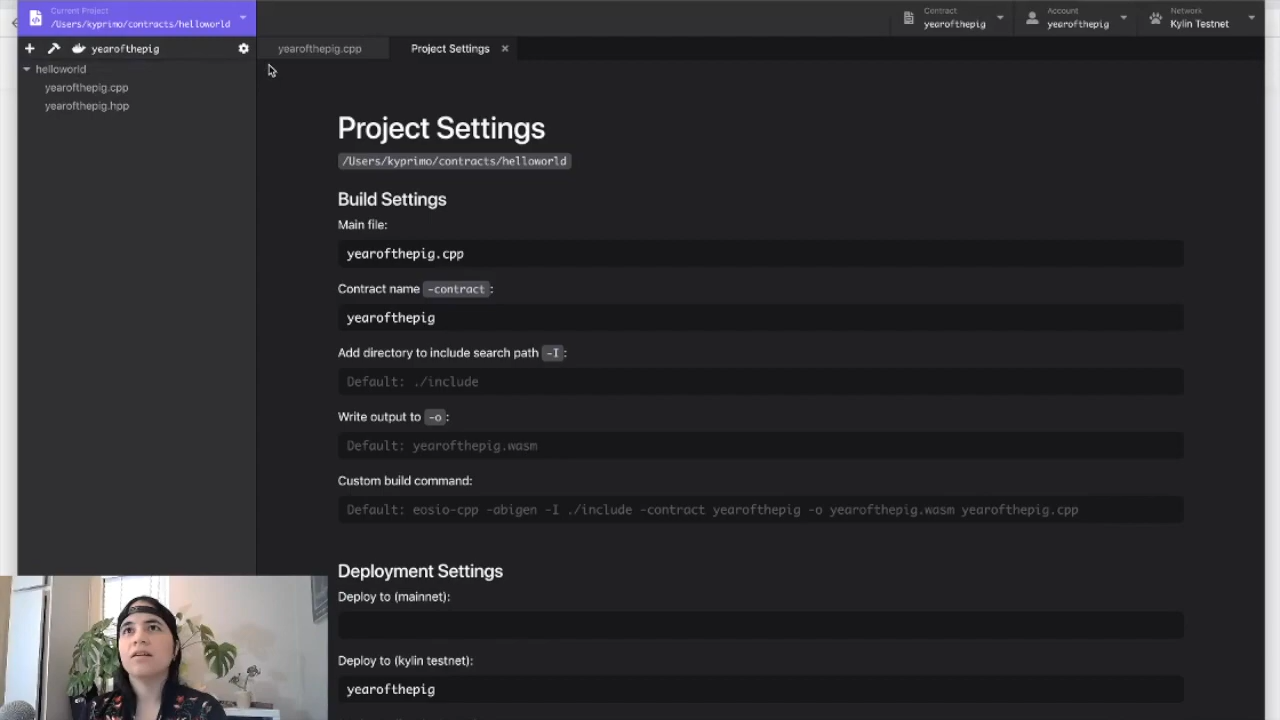 Current Project
/Users/kyprimo/contracts/helloworld
Contract
yearofthepig
Account
yearofthepig
Network
Kylin Testnet
yearofthepig
yearofthepig.cpp
Project Settings
helloworld
yearofthepig.cpp
yearofthepig.hpp
Project Settings
/Users/kyprimo/contracts/helloworld
Build Settings
Main file:
yearofthepig.cpp
Contract name -contract:
yearofthepig
Add directory to include search path -I:
Default: ./include
Write output to -o:
Default: yearofthepig.wasm
Custom build command:
Default: eosio-cpp -abigen -I ./include -contract yearofthepig -o yearofthepig.wasm yearofthepig.cpp
Deployment Settings
Deploy to (mainnet):
Deploy to (kylin testnet):
yearofthepig